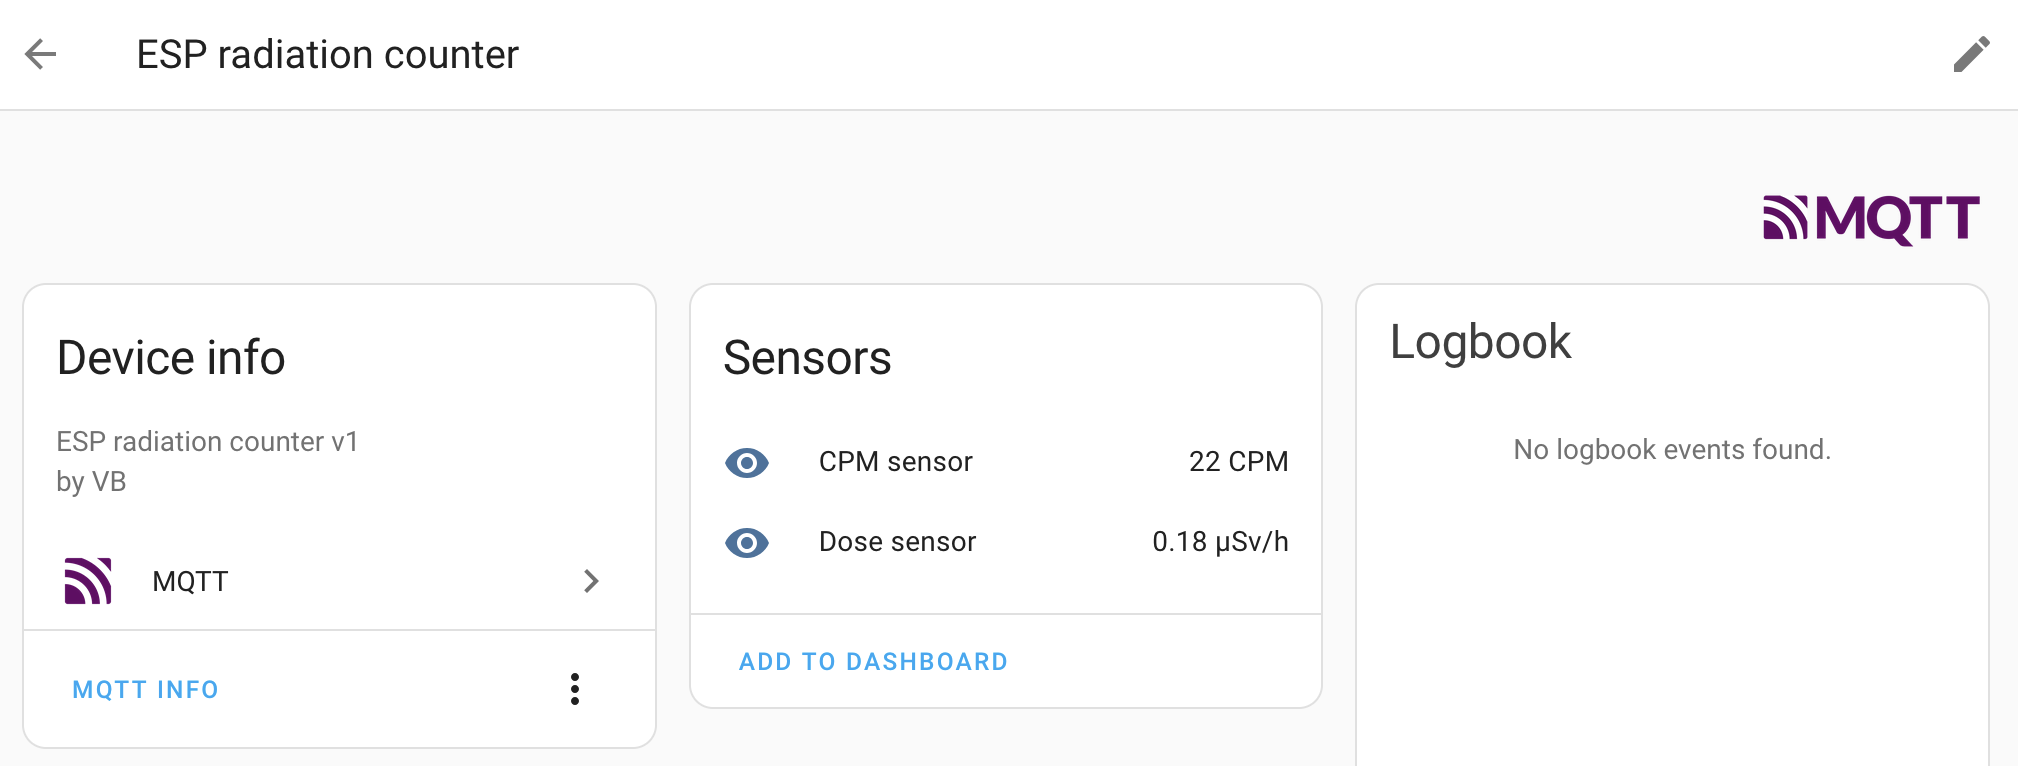 ESP radiation counter
MQTT
Device info
ESP radiation counter v1
by VB
MQTT
MQTT INFO
Sensors
CPM sensor 22 CPM
Dose sensor 0.18 µSv/h
ADD TO DASHBOARD
Logbook
No logbook events found.